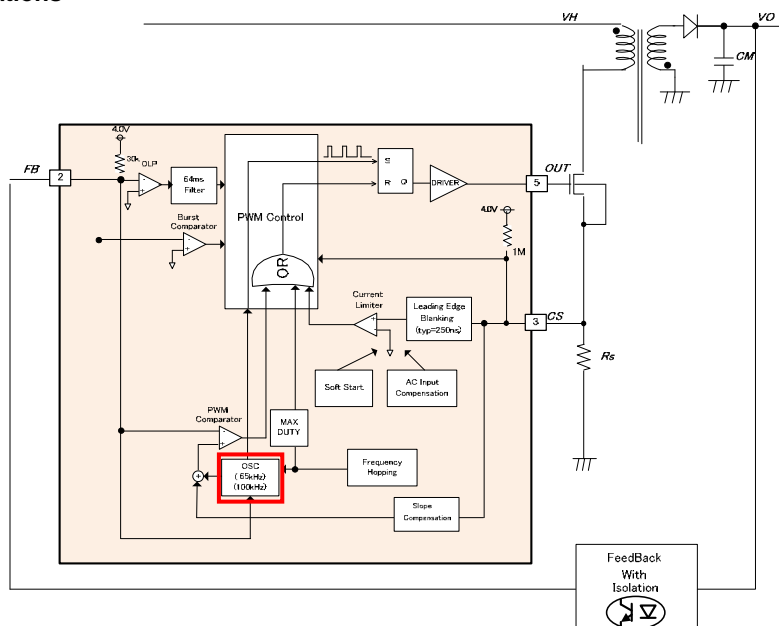 VH
VO
CM
4.0V
30k
OLP
FB
2
64ms
Filter
PWM Control
S
R
Q
DRIVER
5
OUT
4.0V
1M
Burst
Comparator
OR
Current
Limiter
Leading Edge
Blanking
(typ=250ns)
3
CS
Rs
Soft Start
AC Input
Compensation
PWM
Comparator
MAX
DUTY
OSC
( 65kHz)
(100kHz)
Frequency
Hopping
Slope
Compensation
FeedBack
With
Isolation